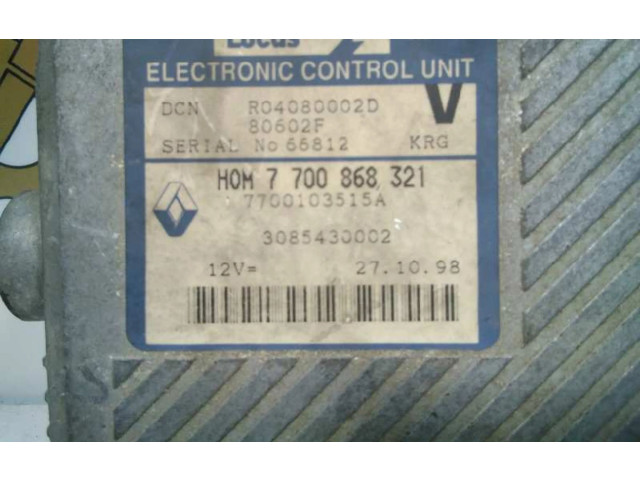 Lucas
ELECTRONIC CONTROL UNIT
DCN R04080002D V
80602F
SERIAL No 66812 KRG
HOM 7 700 868 321
7700103515A
3085430002
12V= 27.10.98
S